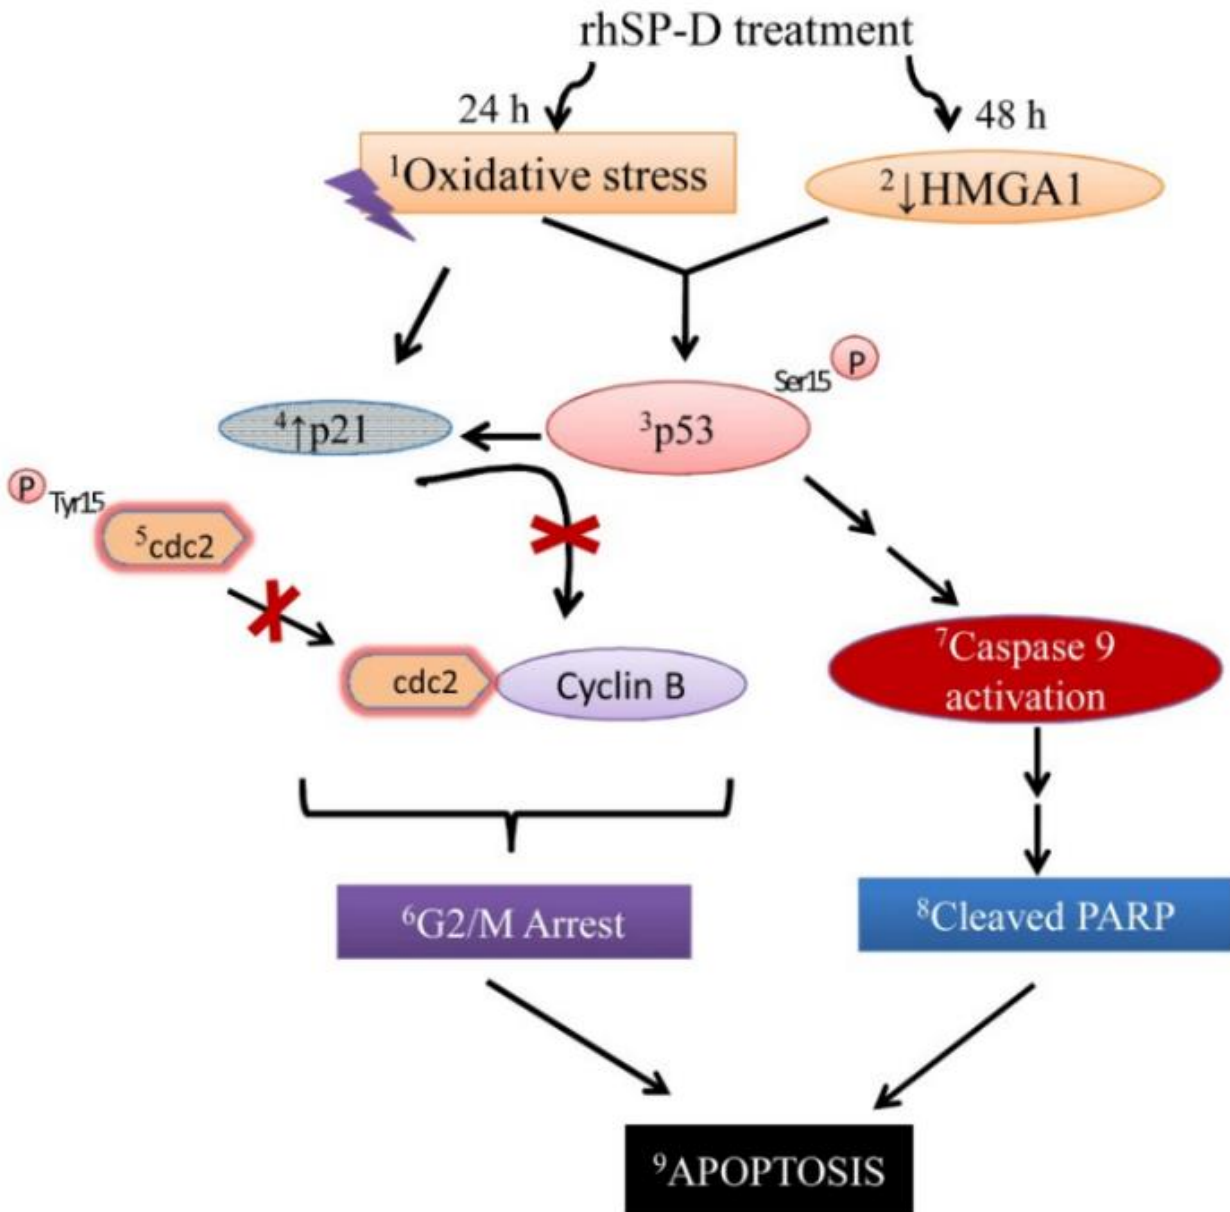 rhSP-D treatment
24 h
48 h
¹Oxidative stress
²↓HMGA1
Ser15
P
⁴↑p21
³p53
P
Tyr15
⁵cdc2
cdc2
Cyclin B
⁷Caspase 9
activation
⁶G2/M Arrest
⁸Cleaved PARP
⁹APOPTOSIS